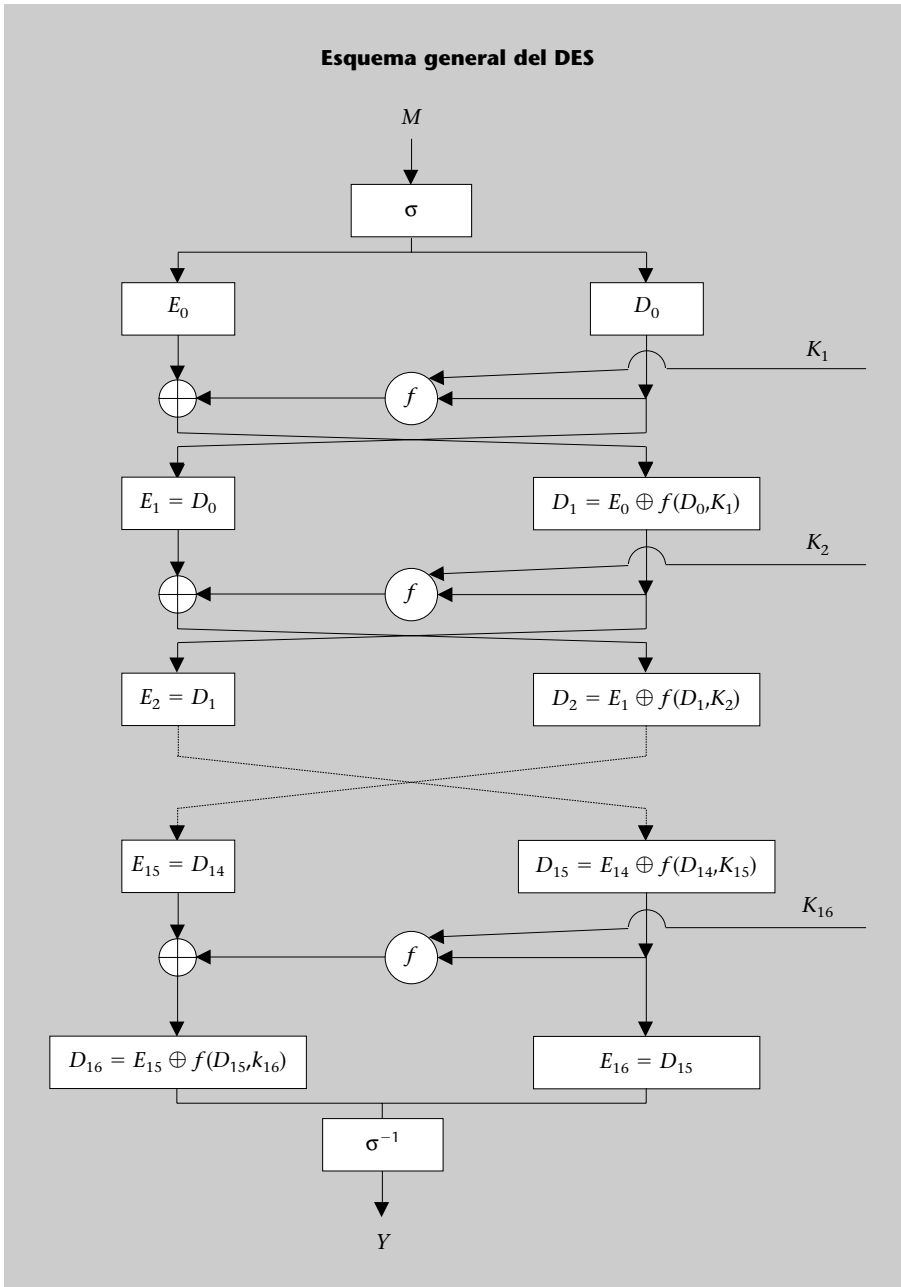 Esquema general del DES
M
σ
E₀
D₀
K₁
f
E₁ = D₀
D₁ = E₀ ⊕ f(D₀,K₁)
K₂
f
E₂ = D₁
D₂ = E₁ ⊕ f(D₁,K₂)
E₁₅ = D₁₄
D₁₅ = E₁₄ ⊕ f(D₁₄,K₁₅)
K₁₆
f
D₁₆ = E₁₅ ⊕ f(D₁₅,k₁₆)
E₁₆ = D₁₅
σ⁻¹
Y